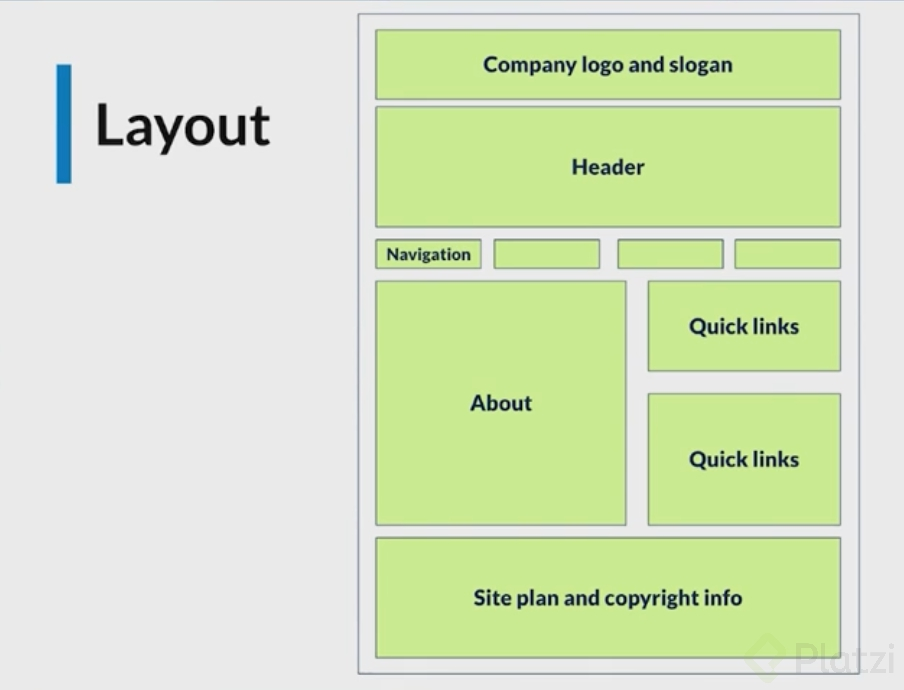 Layout
Company logo and slogan
Header
Navigation
About
Quick links
Quick links
Site plan and copyright info
Platzi